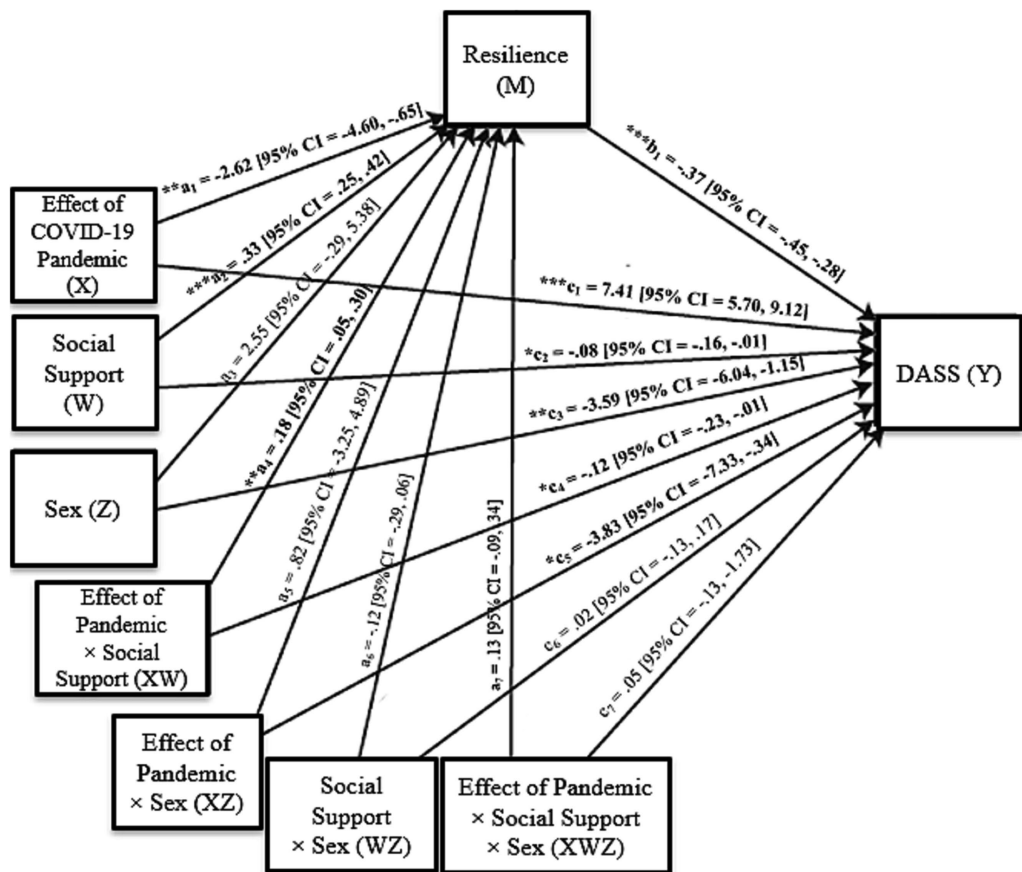 Resilience
(M)
**a1 = -2.62 [95% CI = -4.60, -.65]
***a2 = .33 [95% CI = .25, .42]
a3 = 2.55 [95% CI = -.29, 5.38]
**a4 = .18 [95% CI = .05, .30]
a5 = .82 [95% CI = -3.25, 4.89]
a6 = -.12 [95% CI = -.29, .06]
a7 = .13 [95% CI = -.09, .34]
***b1 = -.37 [95% CI = -.45, -.28]
***c1 = 7.41 [95% CI = 5.70, 9.12]
*c2 = -.08 [95% CI = -.16, -.01]
**c3 = -3.59 [95% CI = -6.04, -1.15]
*c4 = -.12 [95% CI = -.23, -.01]
*c5 = -3.83 [95% CI = -7.33, -.34]
c6 = .02 [95% CI = -.13, .17]
c7 = .05 [95% CI = -.13, -1.73]
Effect of
COVID-19
Pandemic
(X)
Social
Support
(W)
Sex (Z)
Effect of
Pandemic
× Social
Support (XW)
Effect of
Pandemic
× Sex (XZ)
Social
Support
× Sex (WZ)
Effect of Pandemic
× Social Support
× Sex (XWZ)
DASS (Y)